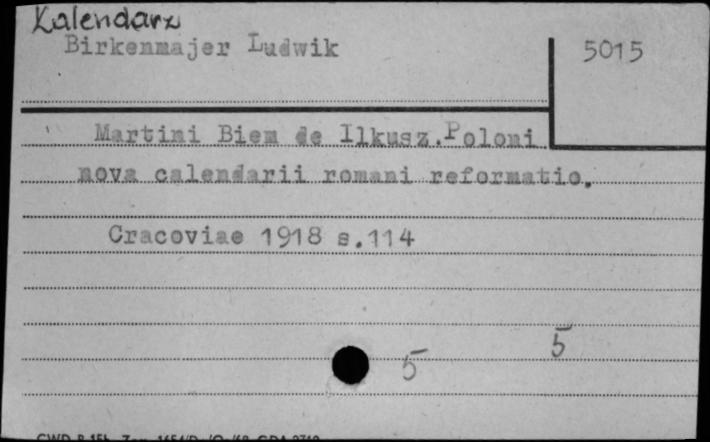 Kalendarz
Birkenmajer Ludwik
5015
Martini Biem de Ilkusz.Poloni
nova calendarii romani reformatio.
Cracoviae 1918 s.114
5
5